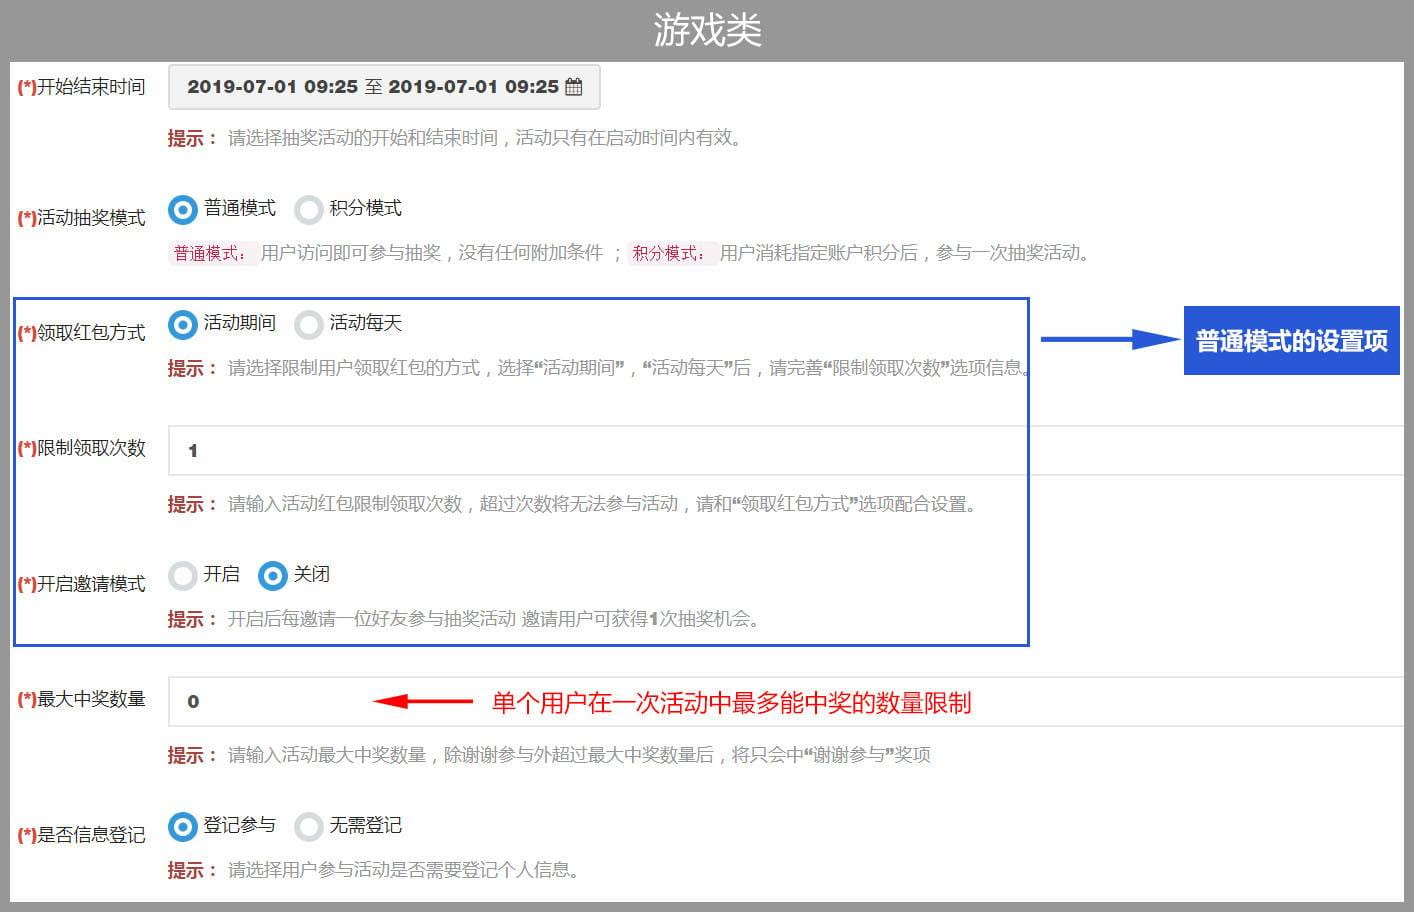 游戏类
(*)开始结束时间 2019-07-01 09:25 至 2019-07-01 09:25
提示： 请选择抽奖活动的开始和结束时间，活动只有在启动时间内有效。
(*)活动抽奖模式 普通模式 积分模式
普通模式：用户访问即可参与抽奖，没有任何附加条件 ；积分模式：用户消耗指定账户积分后，参与一次抽奖活动。
(*)领取红包方式 活动期间 活动每天
普通模式的设置项
提示： 请选择限制用户领取红包的方式，选择“活动期间”，“活动每天”后，请完善“限制领取次数”选项信息。
(*)限制领取次数 1
提示： 请输入活动红包限制领取次数，超过次数将无法参与活动，请和“领取红包方式”选项配合设置。
(*)开启邀请模式 开启 关闭
提示： 开启后每邀请一位好友参与抽奖活动 邀请用户可获得1次抽奖机会。
(*)最大中奖数量 0 单个用户在一次活动中最多能中奖的数量限制
提示： 请输入活动最大中奖数量，除谢谢参与外超过最大中奖数量后，将只会中“谢谢参与”奖项
(*)是否信息登记 登记参与 无需登记
提示： 请选择用户参与活动是否需要登记个人信息。